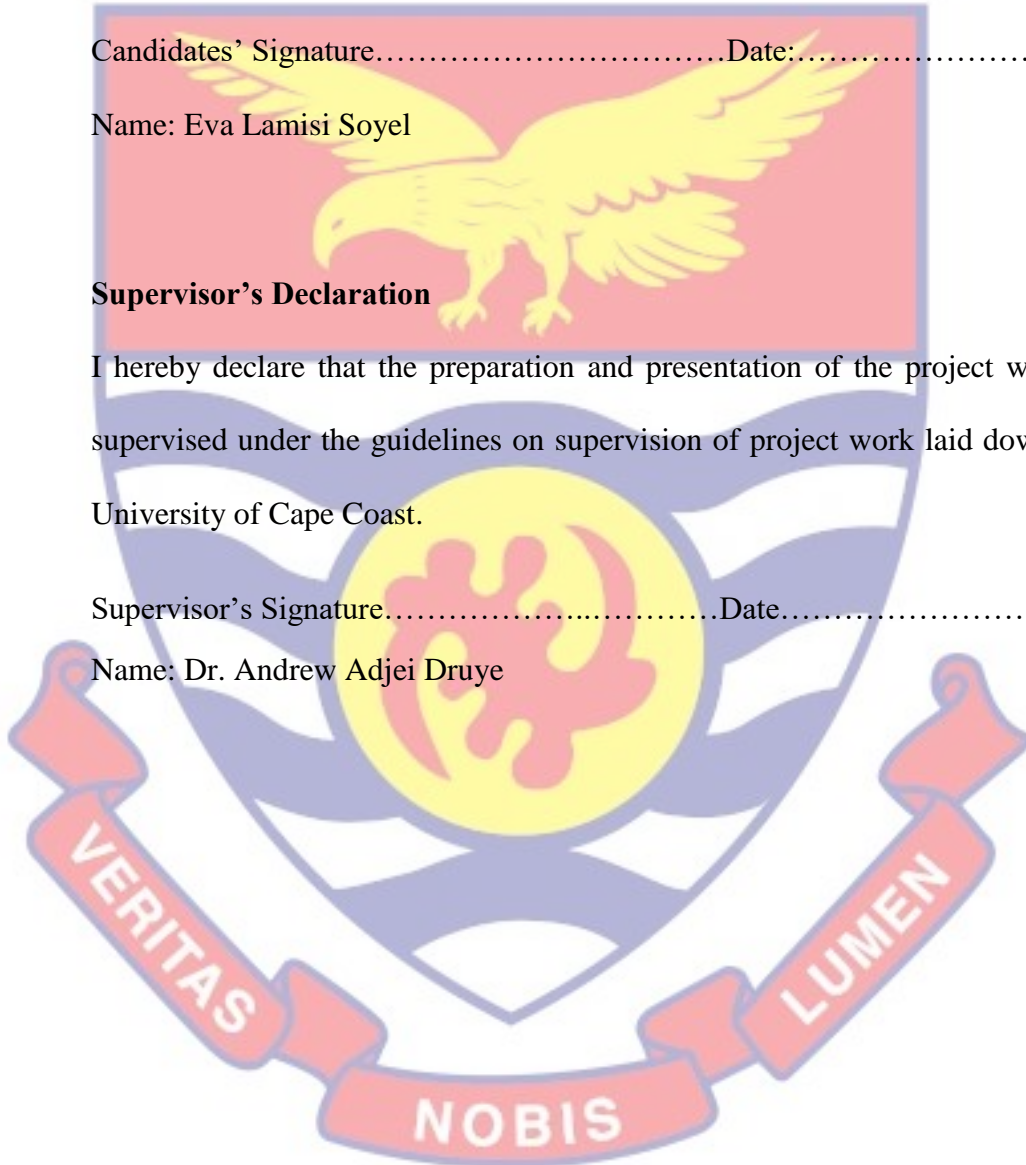 Candidates’ Signature……………………………Date:…………………
Name: Eva Lamisi Soyel
Supervisor’s Declaration
I hereby declare that the preparation and presentation of the project
supervised under the guidelines on supervision of project work laid
University of Cape Coast.
Supervisor’s Signature………………..…………Date……………………
Name: Dr. Andrew Adjei Druye
VERITAS
NOBIS
LUMEN